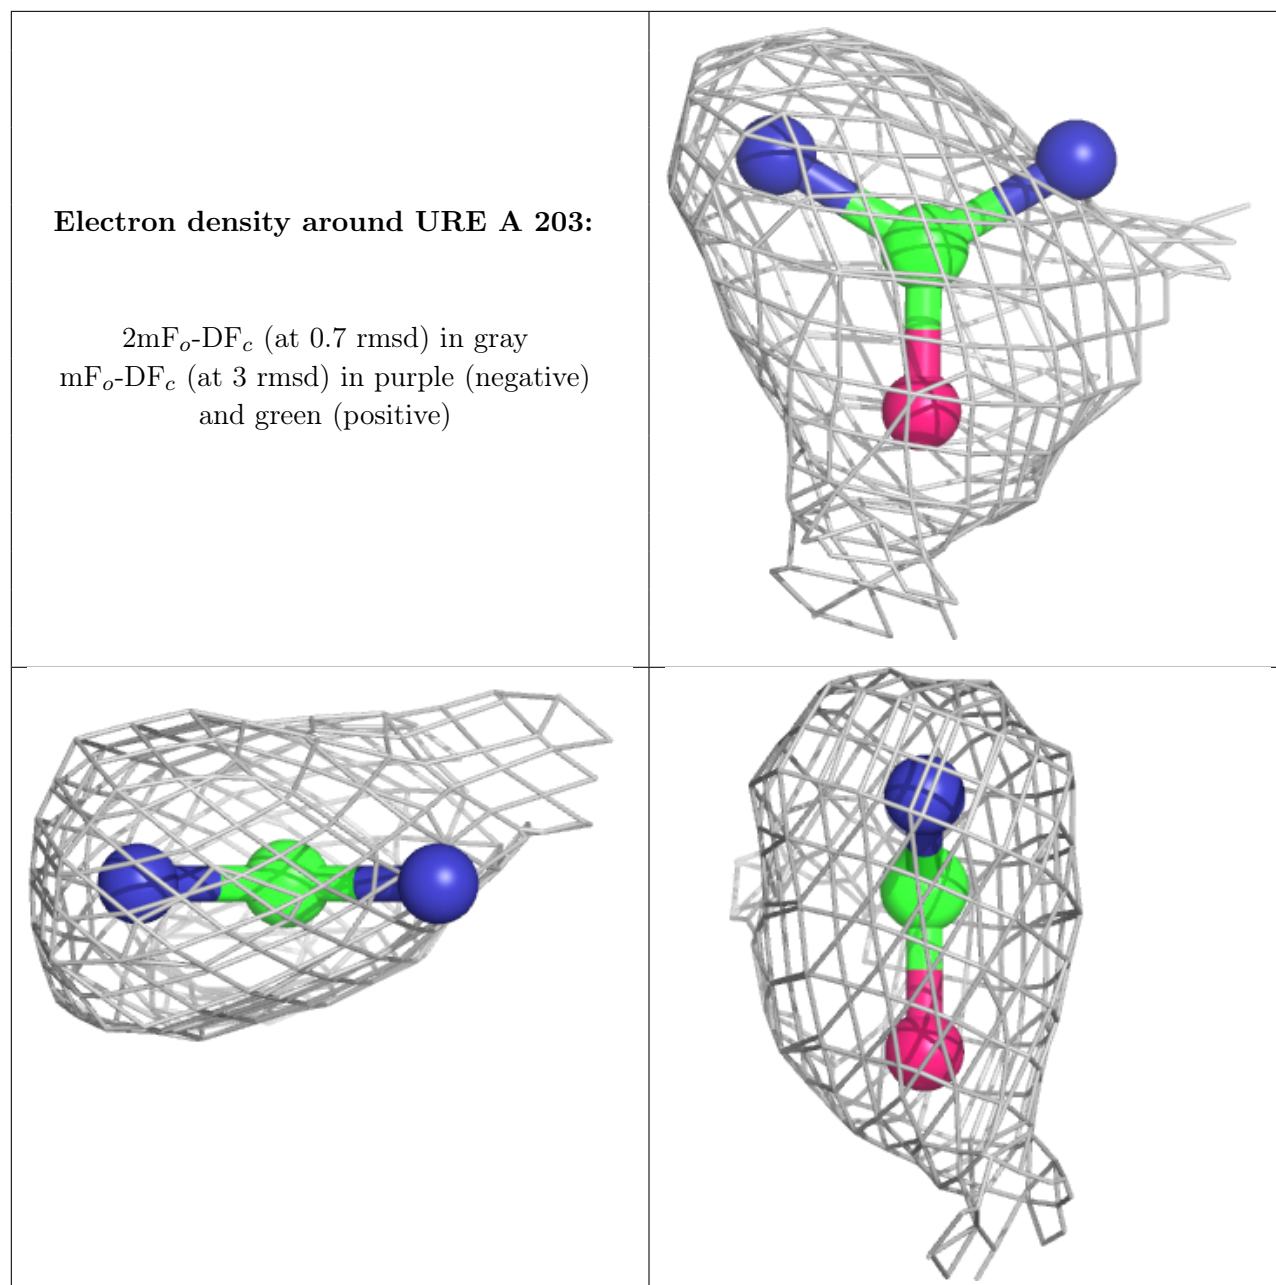 Electron density around URE A 203:
2mFo-DFc (at 0.7 rmsd) in gray
mFo-DFc (at 3 rmsd) in purple (negative)
and green (positive)